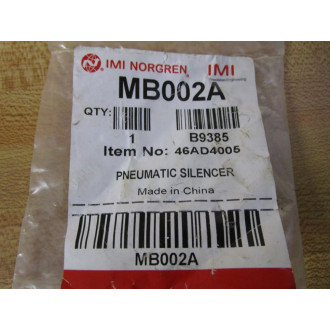 IMI NORGREN IMI
MB002A
QTY:
1 B9385
Item No: 46AD4005
PNEUMATIC SILENCER
Made in China
MB002A